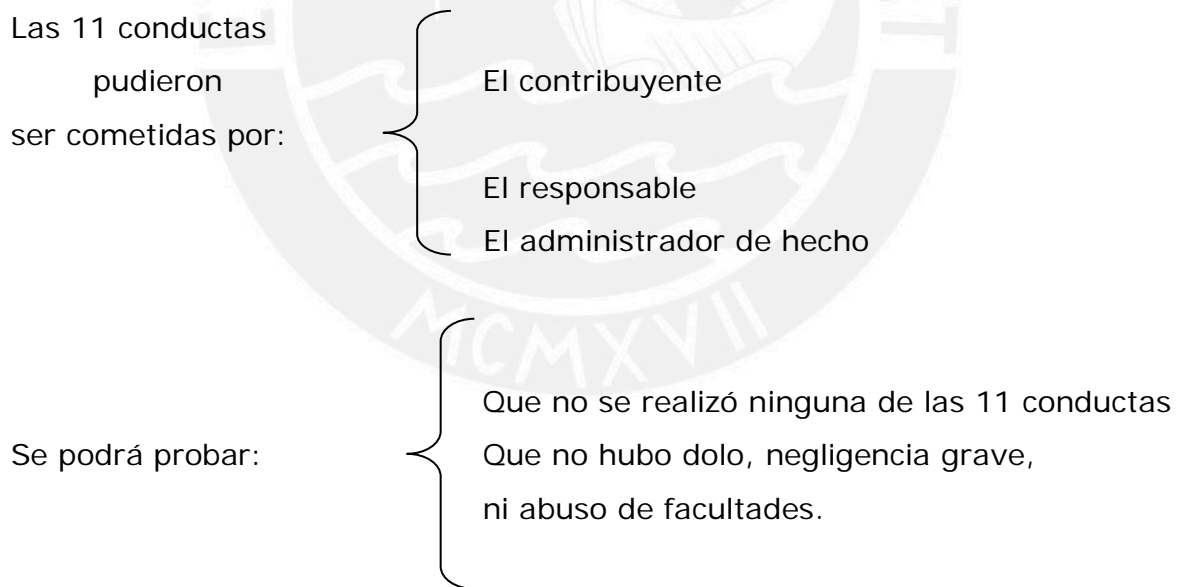 Las 11 conductas
pudieron
ser cometidas por:
El contribuyente
El responsable
El administrador de hecho
MCMXVII
Se podrá probar:
Que no se realizó ninguna de las 11 conductas
Que no hubo dolo, negligencia grave,
ni abuso de facultades.